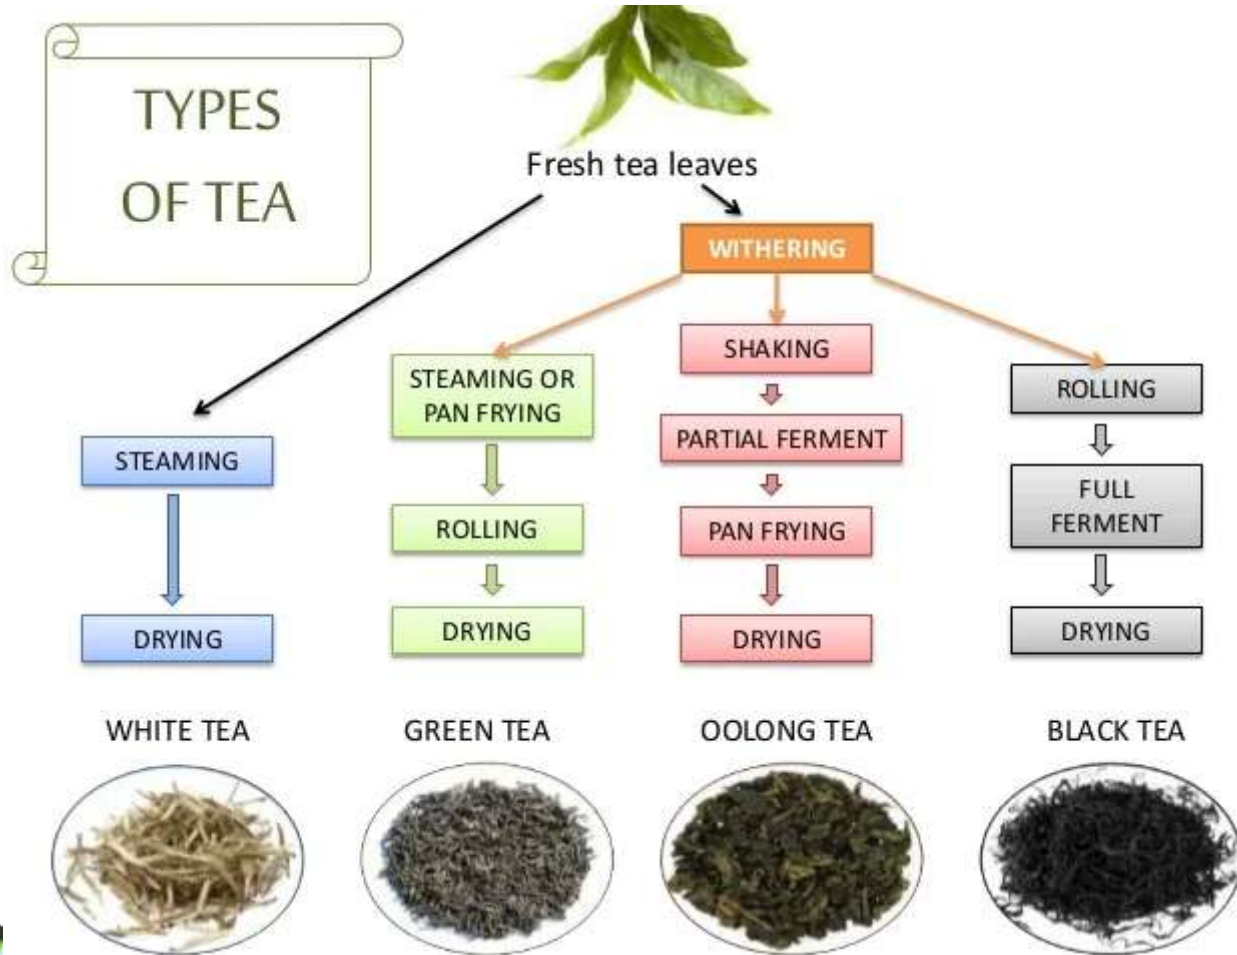 TYPES
OF TEA
Fresh tea leaves
WITHERING
STEAMING
DRYING
WHITE TEA
STEAMING OR
PAN FRYING
ROLLING
DRYING
GREEN TEA
SHAKING
PARTIAL FERMENT
PAN FRYING
DRYING
OOLONG TEA
ROLLING
FULL
FERMENT
DRYING
BLACK TEA